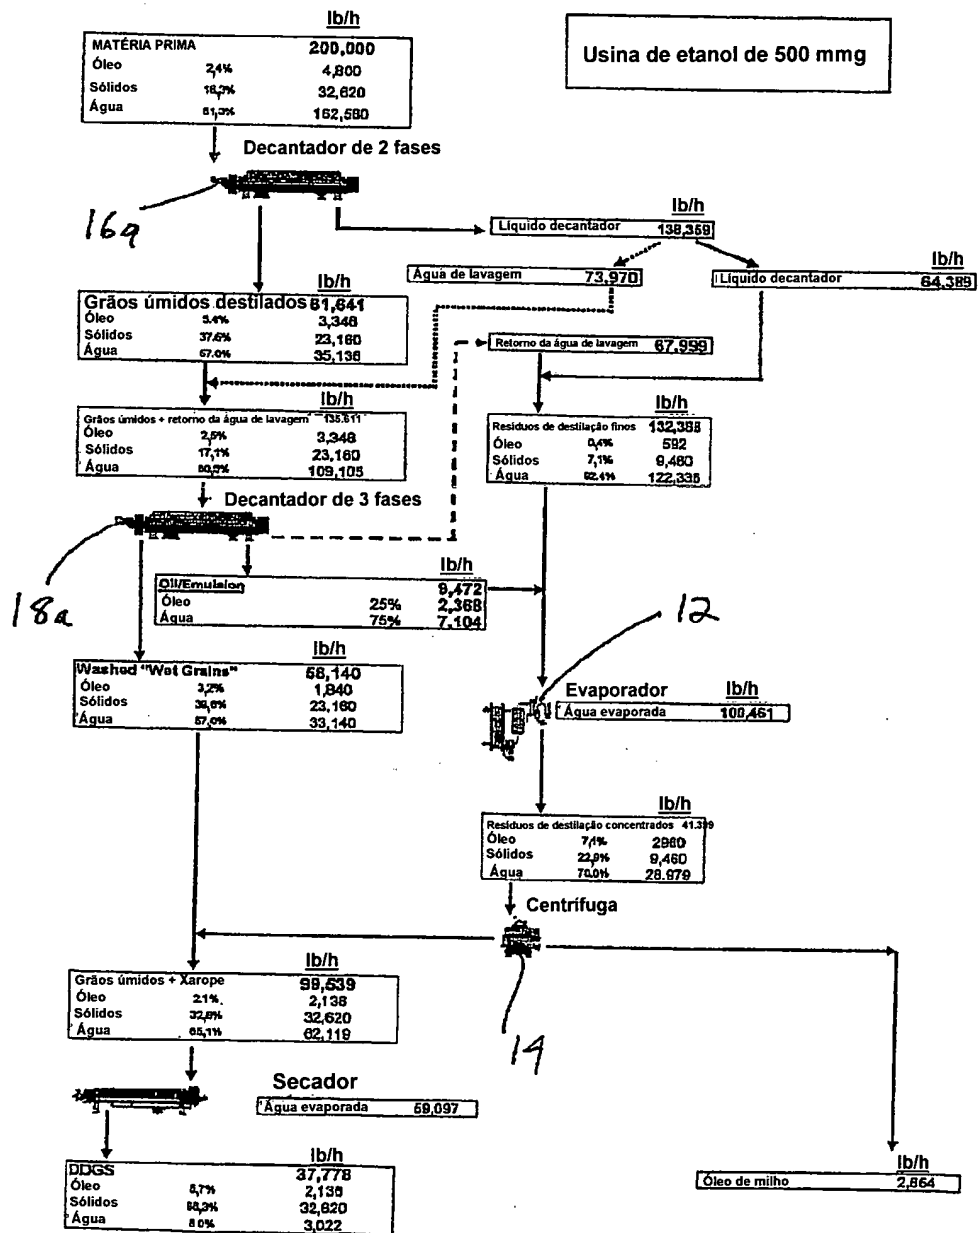 lb/h
MATÉRIA PRIMA 200,000
Óleo 2,4% 4,800
Sólidos 16,3% 32,620
Água 81,3% 162,580
Usina de etanol de 500 mmg
Decantador de 2 fases
16a
lb/h
Líquido decantador 138,359
lb/h
Água de lavagem 73,970
lb/h
Líquido decantador 64,389
lb/h
Grãos úmidos destilados 61,641
Óleo 5.4% 3,348
Sólidos 37.6% 23,160
Água 57.0% 35,136
Retorno da água de lavagem 67,999
lb/h
Grãos úmidos + retorno da água de lavagem 135.611
Óleo 2,5% 3,348
Sólidos 17,1% 23,160
Água 80,5% 109,105
lb/h
Resíduos de destilação finos 132,388
Óleo 0,4% 592
Sólidos 7,1% 9,460
Água 92.4% 122,336
Decantador de 3 fases
18a
lb/h
Oil/Emulsion 9,472
Óleo 25% 2,368
Água 75% 7,104
12
lb/h
Washed "Wet Grains" 58,140
Óleo 3,2% 1,840
Sólidos 39,8% 23,160
Água 57,0% 33,140
Evaporador lb/h
Água evaporada 100,461
lb/h
Resíduos de destilação concentrados 41.399
Óleo 7,1% 2960
Sólidos 22,9% 9,460
Água 70.0% 28.979
Centrífuga
14
lb/h
Grãos úmidos + Xarope 99,539
Óleo 2.1% 2,136
Sólidos 32,8% 32,620
Água 65,1% 62,119
Secador
Água evaporada 59,097
lb/h
DDGS 37,778
Óleo 5,7% 2,136
Sólidos 86,3% 32,620
Água 8 0% 3,022
lb/h
Óleo de milho 2,664